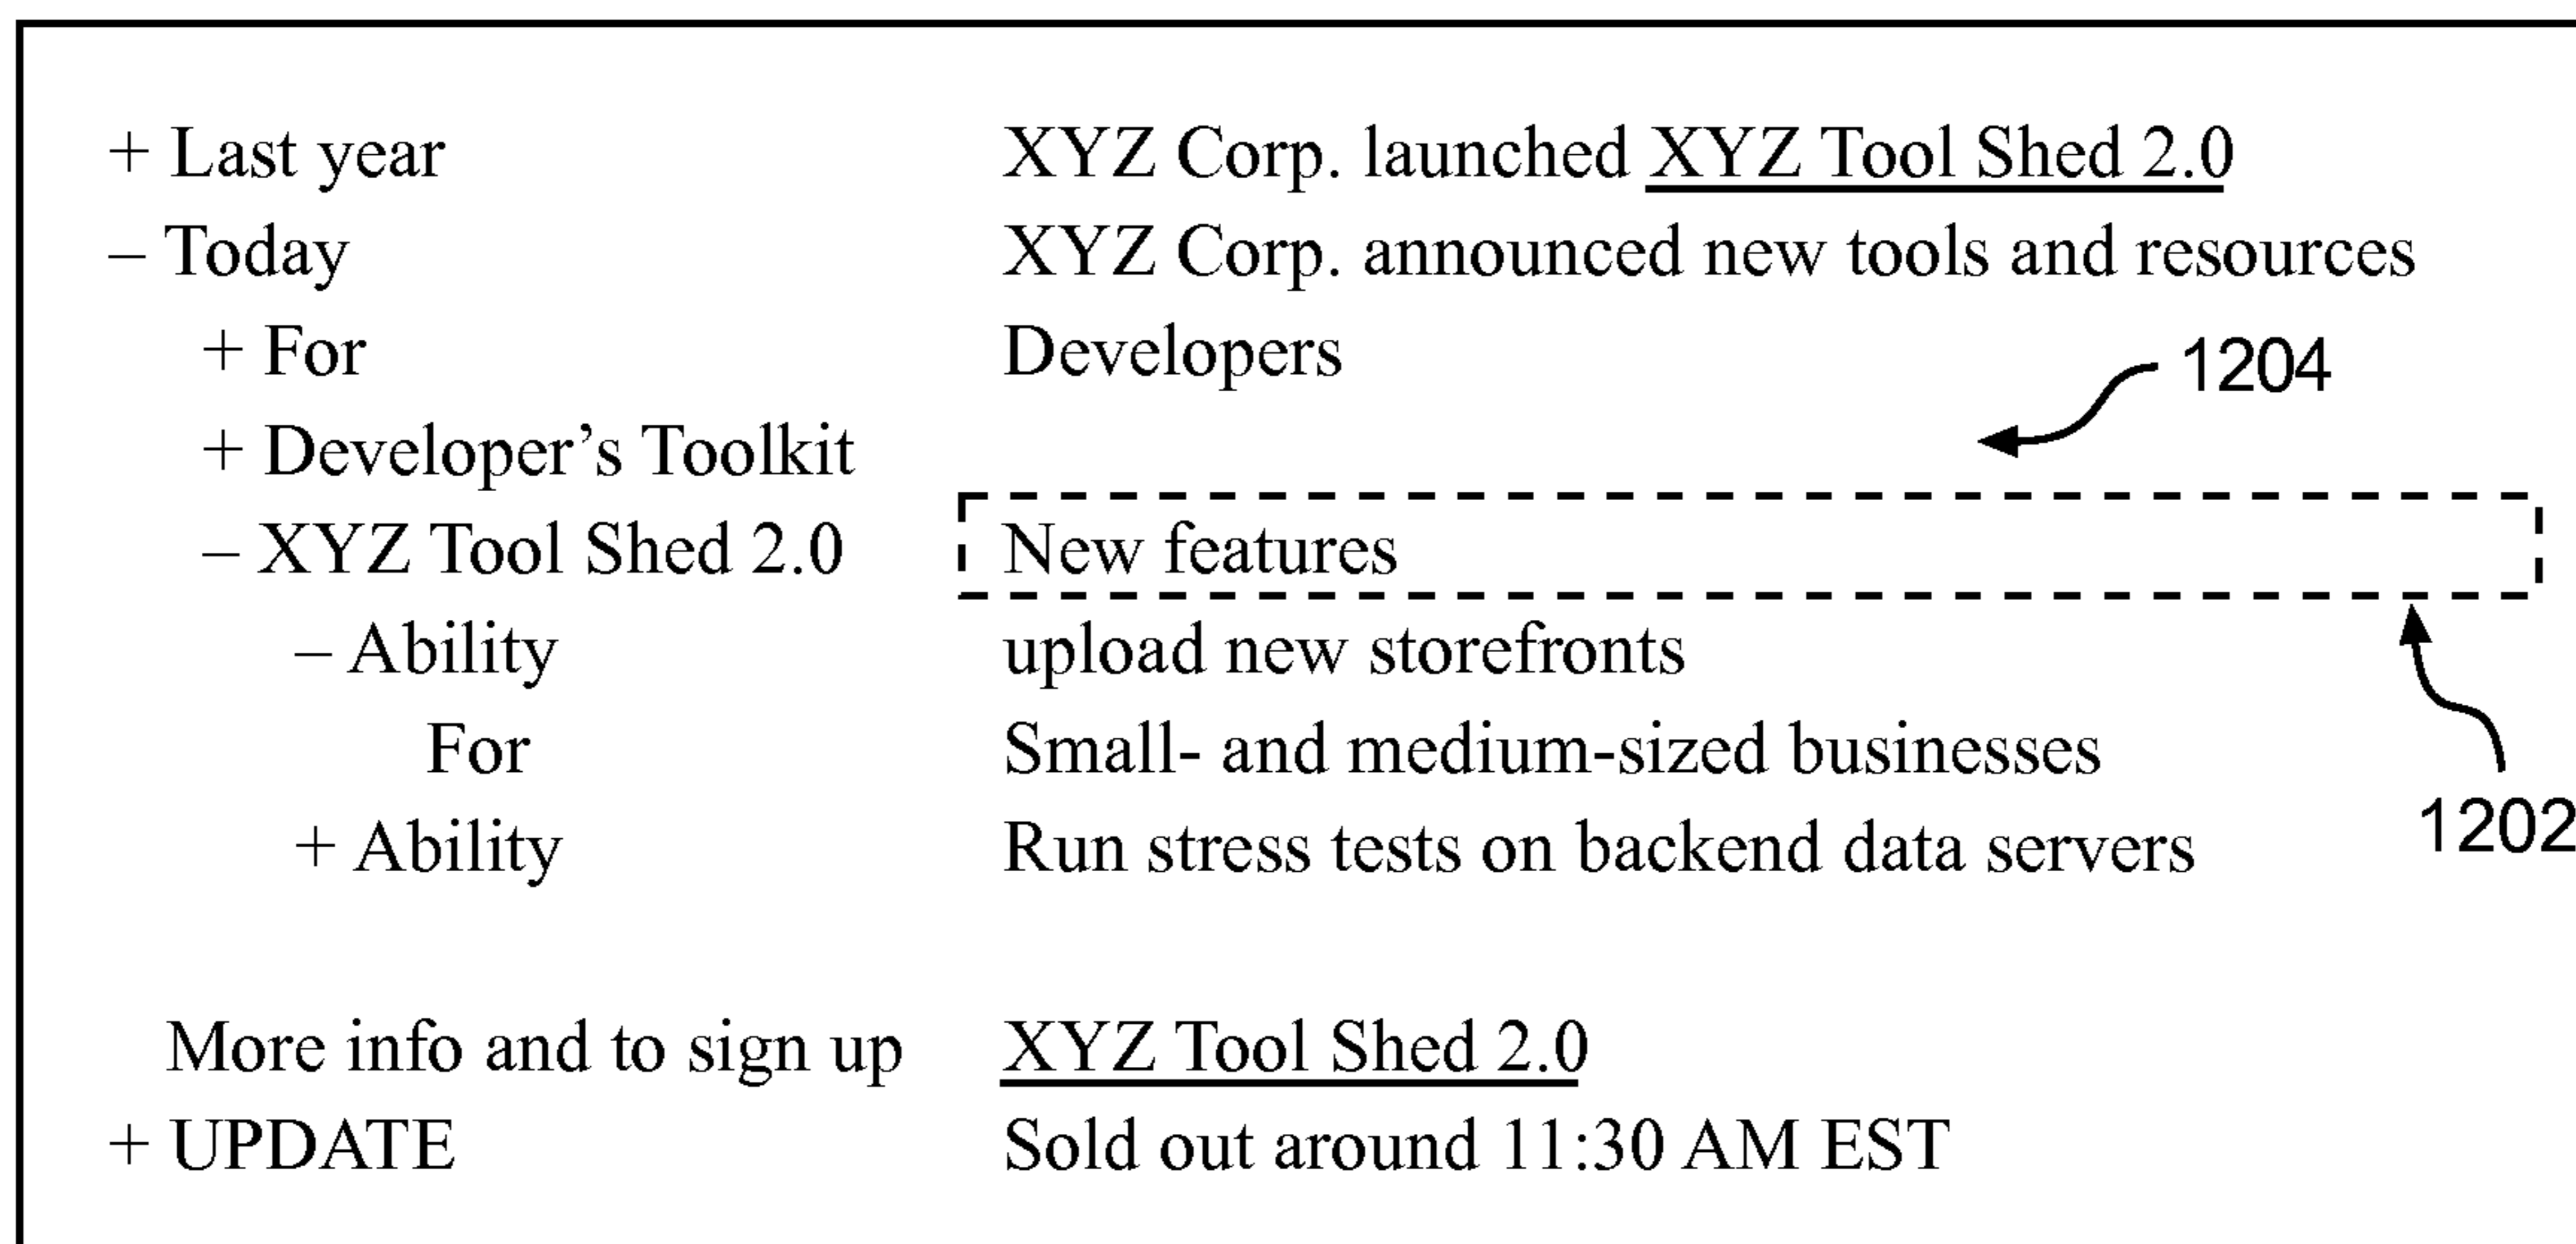 + Last year XYZ Corp. launched XYZ Tool Shed 2.0
– Today XYZ Corp. announced new tools and resources
+ For Developers
1204
+ Developer’s Toolkit
– XYZ Tool Shed 2.0 New features
– Ability upload new storefronts
For Small- and medium-sized businesses
+ Ability Run stress tests on backend data servers
1202
More info and to sign up XYZ Tool Shed 2.0
+ UPDATE Sold out around 11:30 AM EST